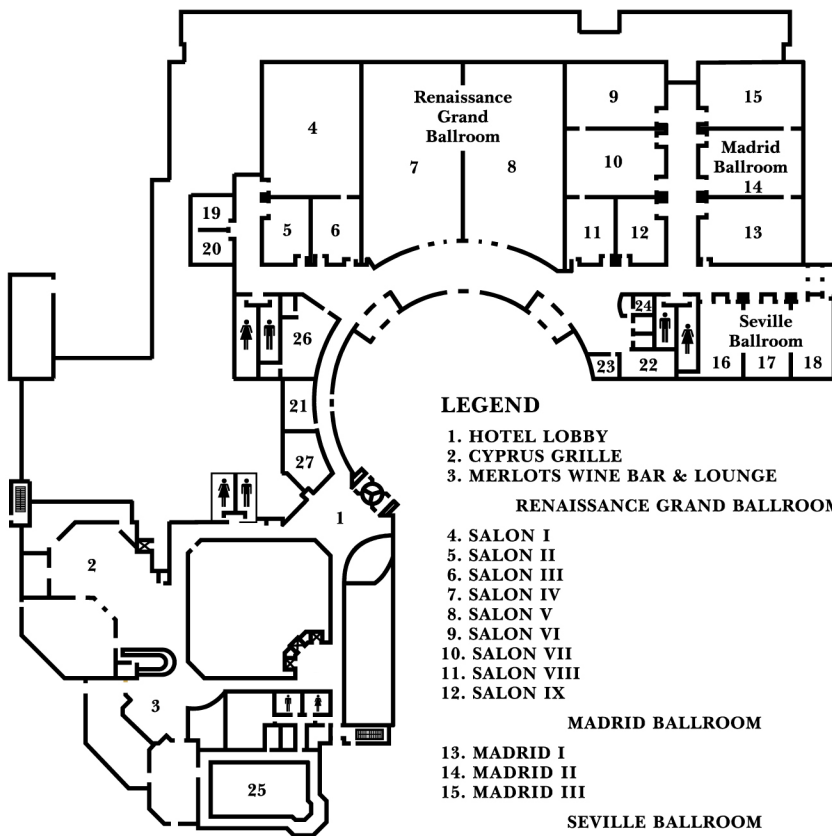 Renaissance
Grand
Ballroom
4
7
8
9
10
15
Madrid
Ballroom
14
13
19
20
5
6
11
12
24
Seville
Ballroom
26
23
22
16
17
18
21
27
1
2
3
25
LEGEND
1. HOTEL LOBBY
2. CYPRUS GRILLE
3. MERLOTS WINE BAR & LOUNGE
RENAISSANCE GRAND BALLROOM
4. SALON I
5. SALON II
6. SALON III
7. SALON IV
8. SALON V
9. SALON VI
10. SALON VII
11. SALON VIII
12. SALON IX
MADRID BALLROOM
13. MADRID I
14. MADRID II
15. MADRID III
SEVILLE BALLROOM